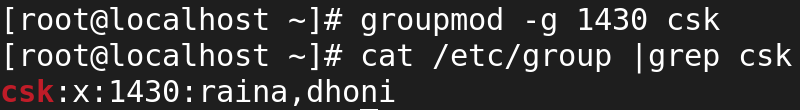 [root@localhost ~]# groupmod -g 1430 csk
[root@localhost ~]# cat /etc/group |grep csk
csk:x:1430:raina,dhoni